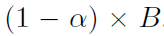 (1 − α) × B.